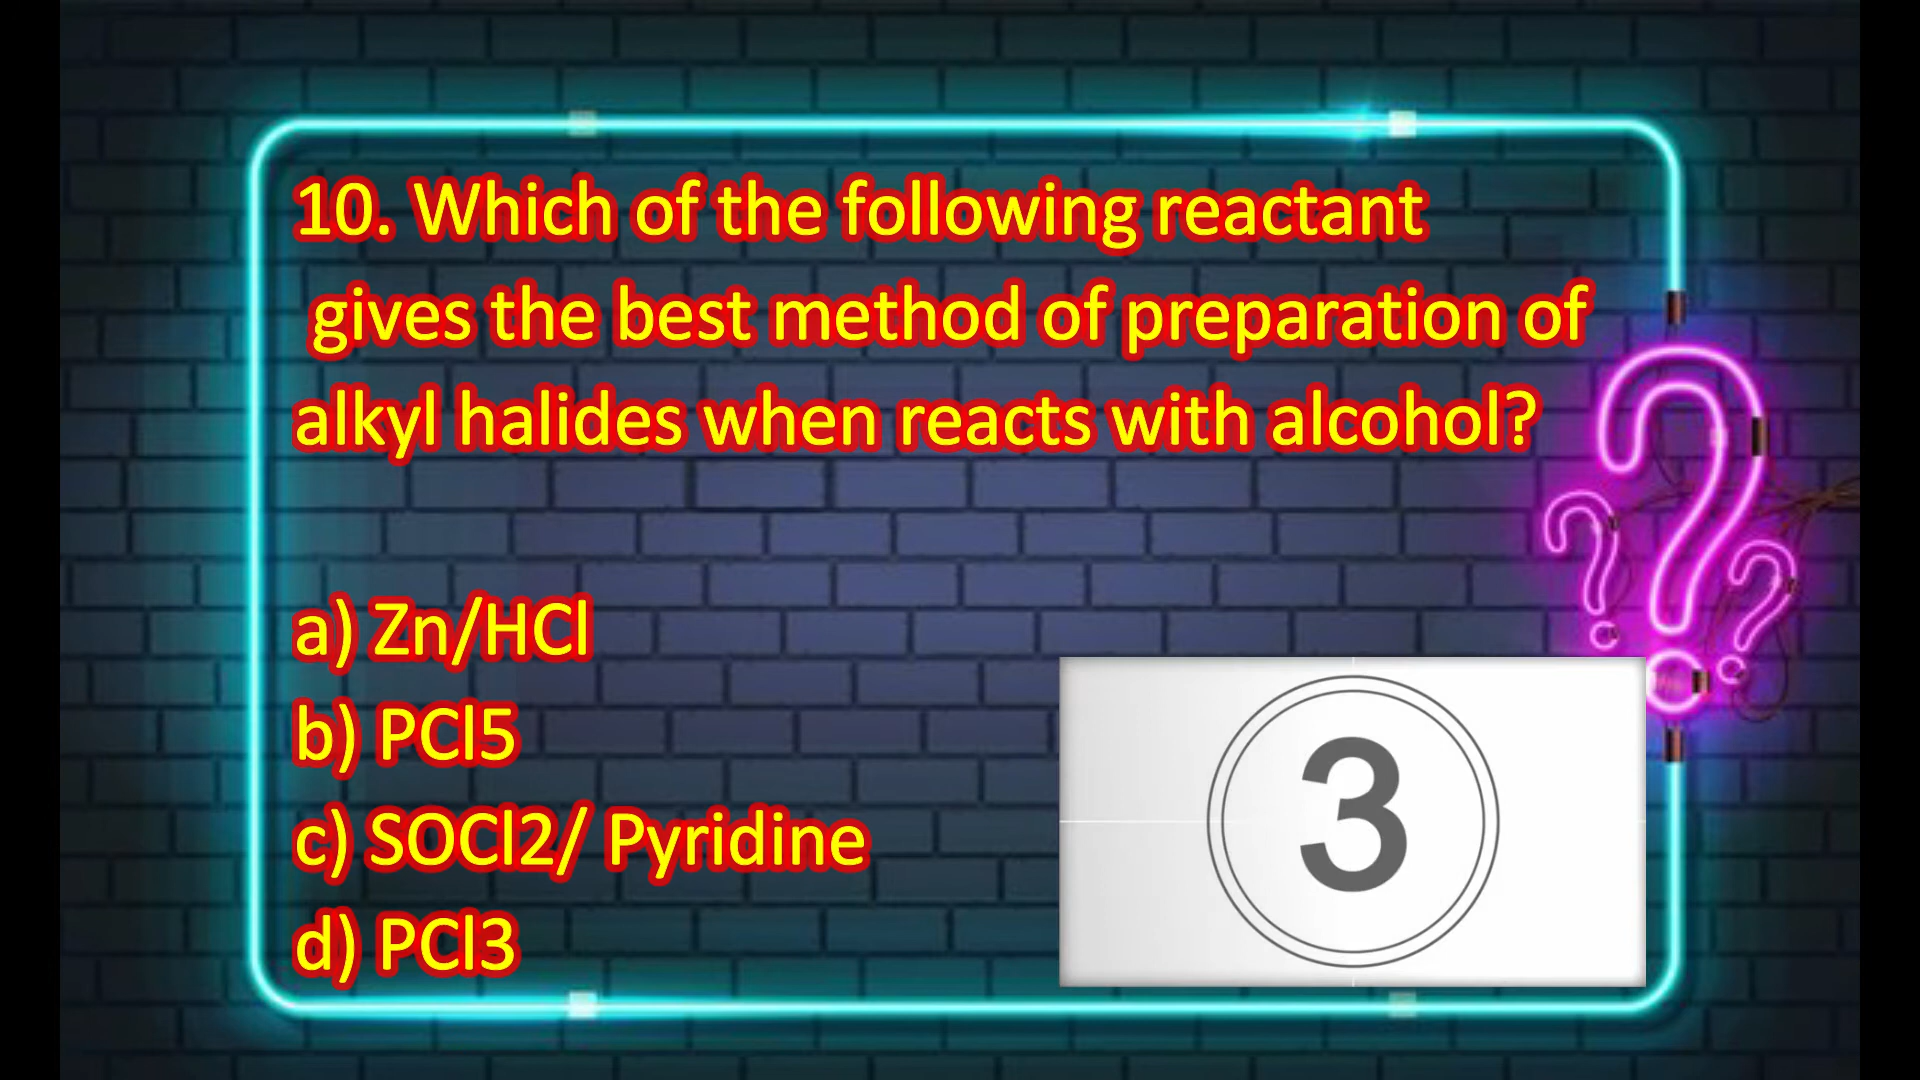 10. Which of the following reactant
gives the best method of preparation of
alkyl halides when reacts with alcohol?
a) Zn/HCl
b) PCl5
c) SOCl2/ Pyridine
d) PCl3
3